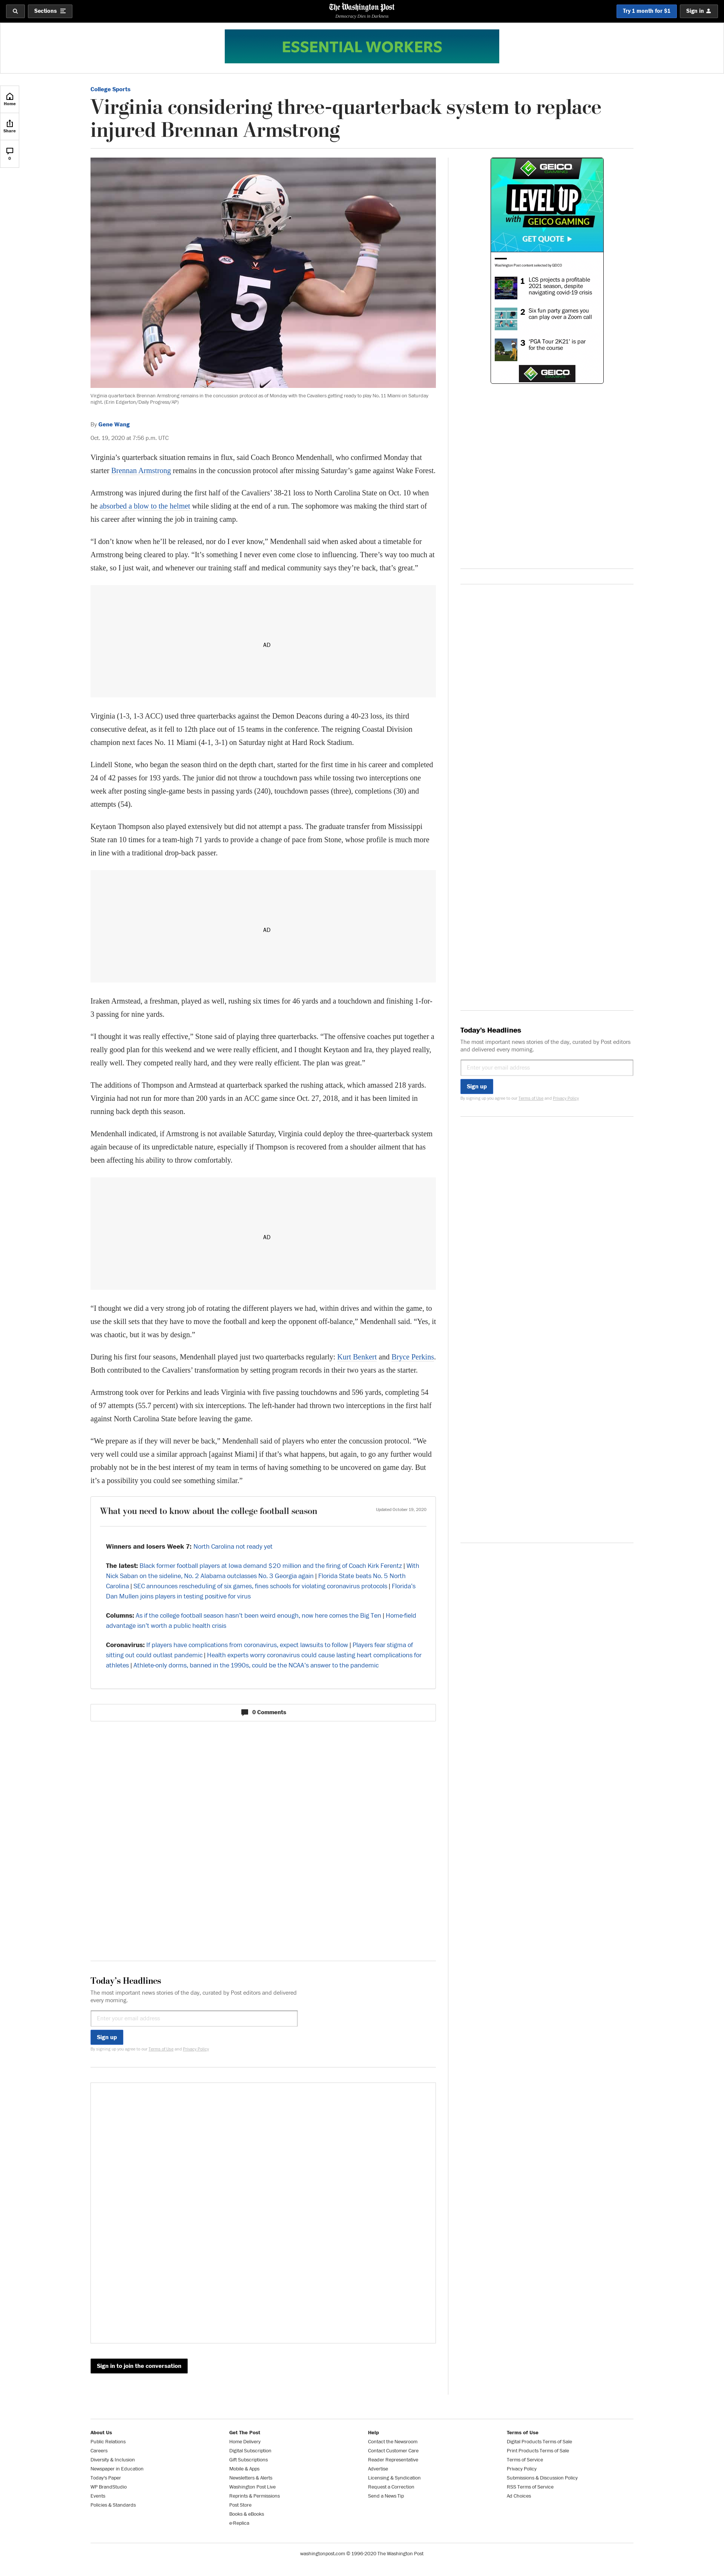 Sections
The Washington Post
Democracy Dies in Darkness
Try 1 month for $1
Sign in
ESSENTIAL WORKERS
Home
Share
0
College Sports
Virginia considering three-quarterback system to replace
injured Brennan Armstrong
Virginia quarterback Brennan Armstrong remains in the concussion protocol as of Monday with the Cavaliers getting ready to play No. 11 Miami on Saturday
night. (Erin Edgerton/Daily Progress/AP)
By Gene Wang
Oct. 19, 2020 at 7:56 p.m. UTC
Virginia's quarterback situation remains in flux, said Coach Bronco Mendenhall, who confirmed Monday that
starter Brennan Armstrong remains in the concussion protocol after missing Saturday's game against Wake Forest.
Armstrong was injured during the first half of the Cavaliers' 38-21 loss to North Carolina State on Oct. 10 when
he absorbed a blow to the helmet while sliding at the end of a run. The sophomore was making the third start of
his career after winning the job in training camp.
“I don't know when he'll be released, nor do I ever know,” Mendenhall said when asked about a timetable for
Armstrong being cleared to play. “It's something I never even come close to influencing. There's way too much at
stake, so I just wait, and whenever our training staff and medical community says they're back, that's great.”
AD
Virginia (1-3, 1-3 ACC) used three quarterbacks against the Demon Deacons during a 40-23 loss, its third
consecutive defeat, as it fell to 12th place out of 15 teams in the conference. The reigning Coastal Division
champion next faces No. 11 Miami (4-1, 3-1) on Saturday night at Hard Rock Stadium.
Lindell Stone, who began the season third on the depth chart, started for the first time in his career and completed
24 of 42 passes for 193 yards. The junior did not throw a touchdown pass while tossing two interceptions one
week after posting single-game bests in passing yards (240), touchdown passes (three), completions (30) and
attempts (54).
Keytaon Thompson also played extensively but did not attempt a pass. The graduate transfer from Mississippi
State ran 10 times for a team-high 71 yards to provide a change of pace from Stone, whose profile is much more
in line with a traditional drop-back passer.
AD
Iraken Armstead, a freshman, played as well, rushing six times for 46 yards and a touchdown and finishing 1-for-
3 passing for nine yards.
“I thought it was really effective,” Stone said of playing three quarterbacks. “The offensive coaches put together a
really good plan for this weekend and we were really efficient, and I thought Keytaon and Ira, they played really,
really well. They competed really hard, and they were really efficient. The plan was great.”
The additions of Thompson and Armstead at quarterback sparked the rushing attack, which amassed 218 yards.
Virginia had not run for more than 200 yards in an ACC game since Oct. 27, 2018, and it has been limited in
running back depth this season.
Mendenhall indicated, if Armstrong is not available Saturday, Virginia could deploy the three-quarterback system
again because of its unpredictable nature, especially if Thompson is recovered from a shoulder ailment that has
been affecting his ability to throw comfortably.
AD
“I thought we did a very strong job of rotating the different players we had, within drives and within the game, to
use the skill sets that they have to move the football and keep the opponent off-balance,” Mendenhall said. “Yes, it
was chaotic, but it was by design.”
During his first four seasons, Mendenhall played just two quarterbacks regularly: Kurt Benkert and Bryce Perkins.
Both contributed to the Cavaliers' transformation by setting program records in their two years as the starter.
Armstrong took over for Perkins and leads Virginia with five passing touchdowns and 596 yards, completing 54
of 97 attempts (55.7 percent) with six interceptions. The left-hander had thrown two interceptions in the first half
against North Carolina State before leaving the game.
“We prepare as if they will never be back,” Mendenhall said of players who enter the concussion protocol. “We
very well could use a similar approach [against Miami] if that's what happens, but again, to go any further would
probably not be in the best interest of my team in terms of having something to be uncovered on game day. But
it's a possibility you could see something similar.”
What you need to know about the college football season
Updated October 19, 2020
Winners and losers Week 7: North Carolina not ready yet
The latest: Black former football players at Iowa demand $20 million and the firing of Coach Kirk Ferentz | With
Nick Saban on the sideline, No. 2 Alabama outclasses No. 3 Georgia again | Florida State beats No. 5 North
Carolina | SEC announces rescheduling of six games, fines schools for violating coronavirus protocols | Florida's
Dan Mullen joins players in testing positive for virus
Columns: As if the college football season hasn't been weird enough, now here comes the Big Ten | Home-field
advantage isn't worth a public health crisis
Coronavirus: If players have complications from coronavirus, expect lawsuits to follow | Players fear stigma of
sitting out could outlast pandemic | Health experts worry coronavirus could cause lasting heart complications for
athletes | Athlete-only dorms, banned in the 1990s, could be the NCAA's answer to the pandemic
0 Comments
Today's Headlines
The most important news stories of the day, curated by Post editors and delivered
every morning.
Enter your email address
Sign up
By signing up you agree to our Terms of Use and Privacy Policy
Sign in to join the conversation
GEICO
LEVEL UP
with GEICO GAMING
GET QUOTE
Washington Post content selected by GEICO
1 LCS projects a profitable
2021 season, despite
navigating covid-19 crisis
2 Six fun party games you
can play over a Zoom call
3 'PGA Tour 2K21' is par
for the course
GEICO
Today's Headlines
The most important news stories of the day, curated by Post editors
and delivered every morning.
Enter your email address
Sign up
By signing up you agree to our Terms of Use and Privacy Policy
About Us
Public Relations
Careers
Diversity & Inclusion
Newspaper in Education
Today's Paper
WP BrandStudio
Events
Policies & Standards
Get The Post
Home Delivery
Digital Subscription
Gift Subscriptions
Mobile & Apps
Newsletters & Alerts
Washington Post Live
Reprints & Permissions
Post Store
Books & eBooks
e-Replica
Help
Contact the Newsroom
Contact Customer Care
Reader Representative
Advertise
Licensing & Syndication
Request a Correction
Send a News Tip
Terms of Use
Digital Products Terms of Sale
Print Products Terms of Sale
Terms of Service
Privacy Policy
Submissions & Discussion Policy
RSS Terms of Service
Ad Choices
washingtonpost.com © 1996-2020 The Washington Post